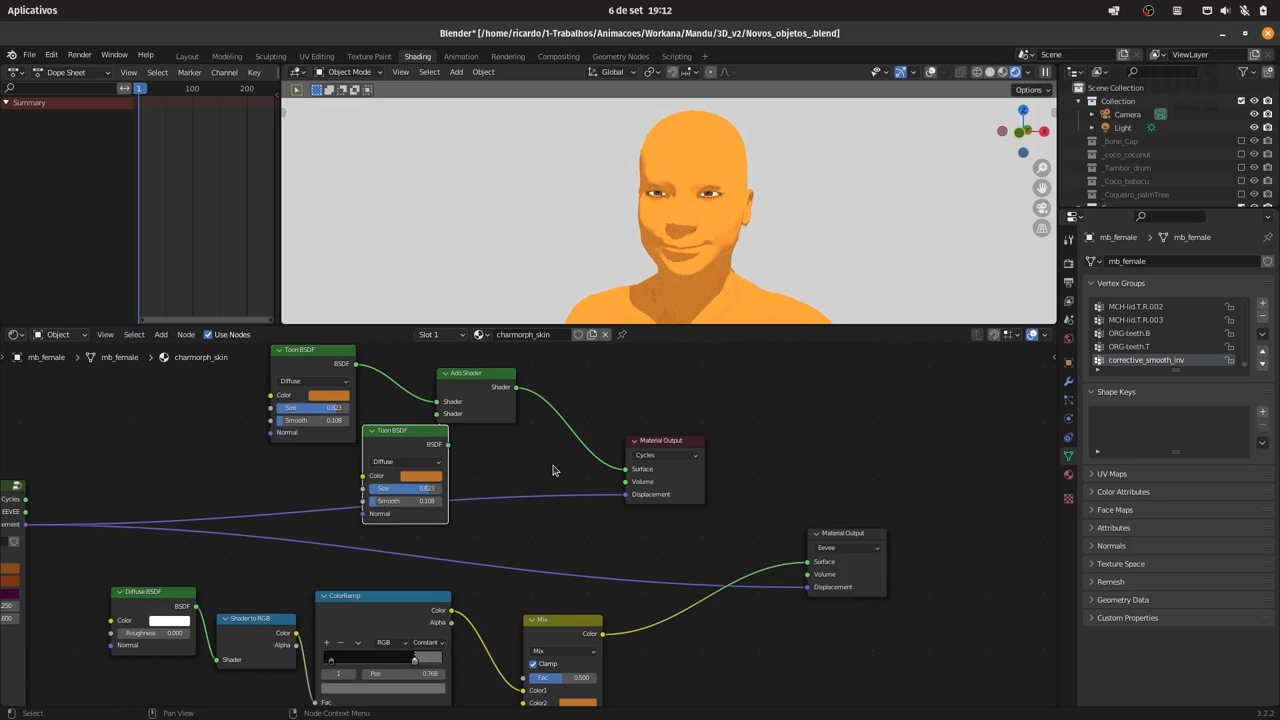 Aplicativos
6 de set 19:12
Blender* [/home/ricardo/1-Trabalhos/Animacoes/Workana/Mandu/3D_v2/Novos_objetos_.blend]
File Edit Render Window Help Layout Modeling Sculpting UV Editing Texture Paint Shading Animation Rendering Compositing Geometry Nodes Scene ViewLayer
Dope Sheet View Select Marker Channel Key Object Mode View Select Add Object Global
1 100 200 Options
Summary
Scene Collection
Collection
Camera
Light
_Bone_Cap
_coco_coconut
_Tambor_drum
_Coco_babacu
_Coqueiro_palmTree
mb_female mb_female
mb_female
Vertex Groups
MCH-lid.T.R.002
MCH-lid.T.R.003
ORG-teeth.B
ORG-teeth.T
corrective_smooth_inv
Shape Keys
UV Maps
Color Attributes
Face Maps
Attributes
Normals
Texture Space
Remesh
Geometry Data
Custom Properties
Object View Select Add Node Use Nodes Slot 1 charmorph_skin
mb_female mb_female charmorph_skin
Toon BSDF
BSDF
Diffuse
Color
Size 0.823
Smooth 0.108
Normal
Add Shader
Shader
Shader
Shader
Toon BSDF
BSDF
Diffuse
Color
Size 0.823
Smooth 0.108
Normal
Material Output
Cycles
Surface
Volume
Displacement
Cycles
EEVEE
ement
250
600
Material Output
Eevee
Surface
Volume
Displacement
Diffuse BSDF
BSDF
Color
Roughness 0.000
Normal
Shader to RGB
Color
Alpha
Shader
ColorRamp
Color
Alpha
RGB Constant
1 Pos 0.768
Fac
Mix
Color
Mix
Clamp
Fac 0.500
Color1
Color2
Select Pan View Node Context Menu 3.2.2